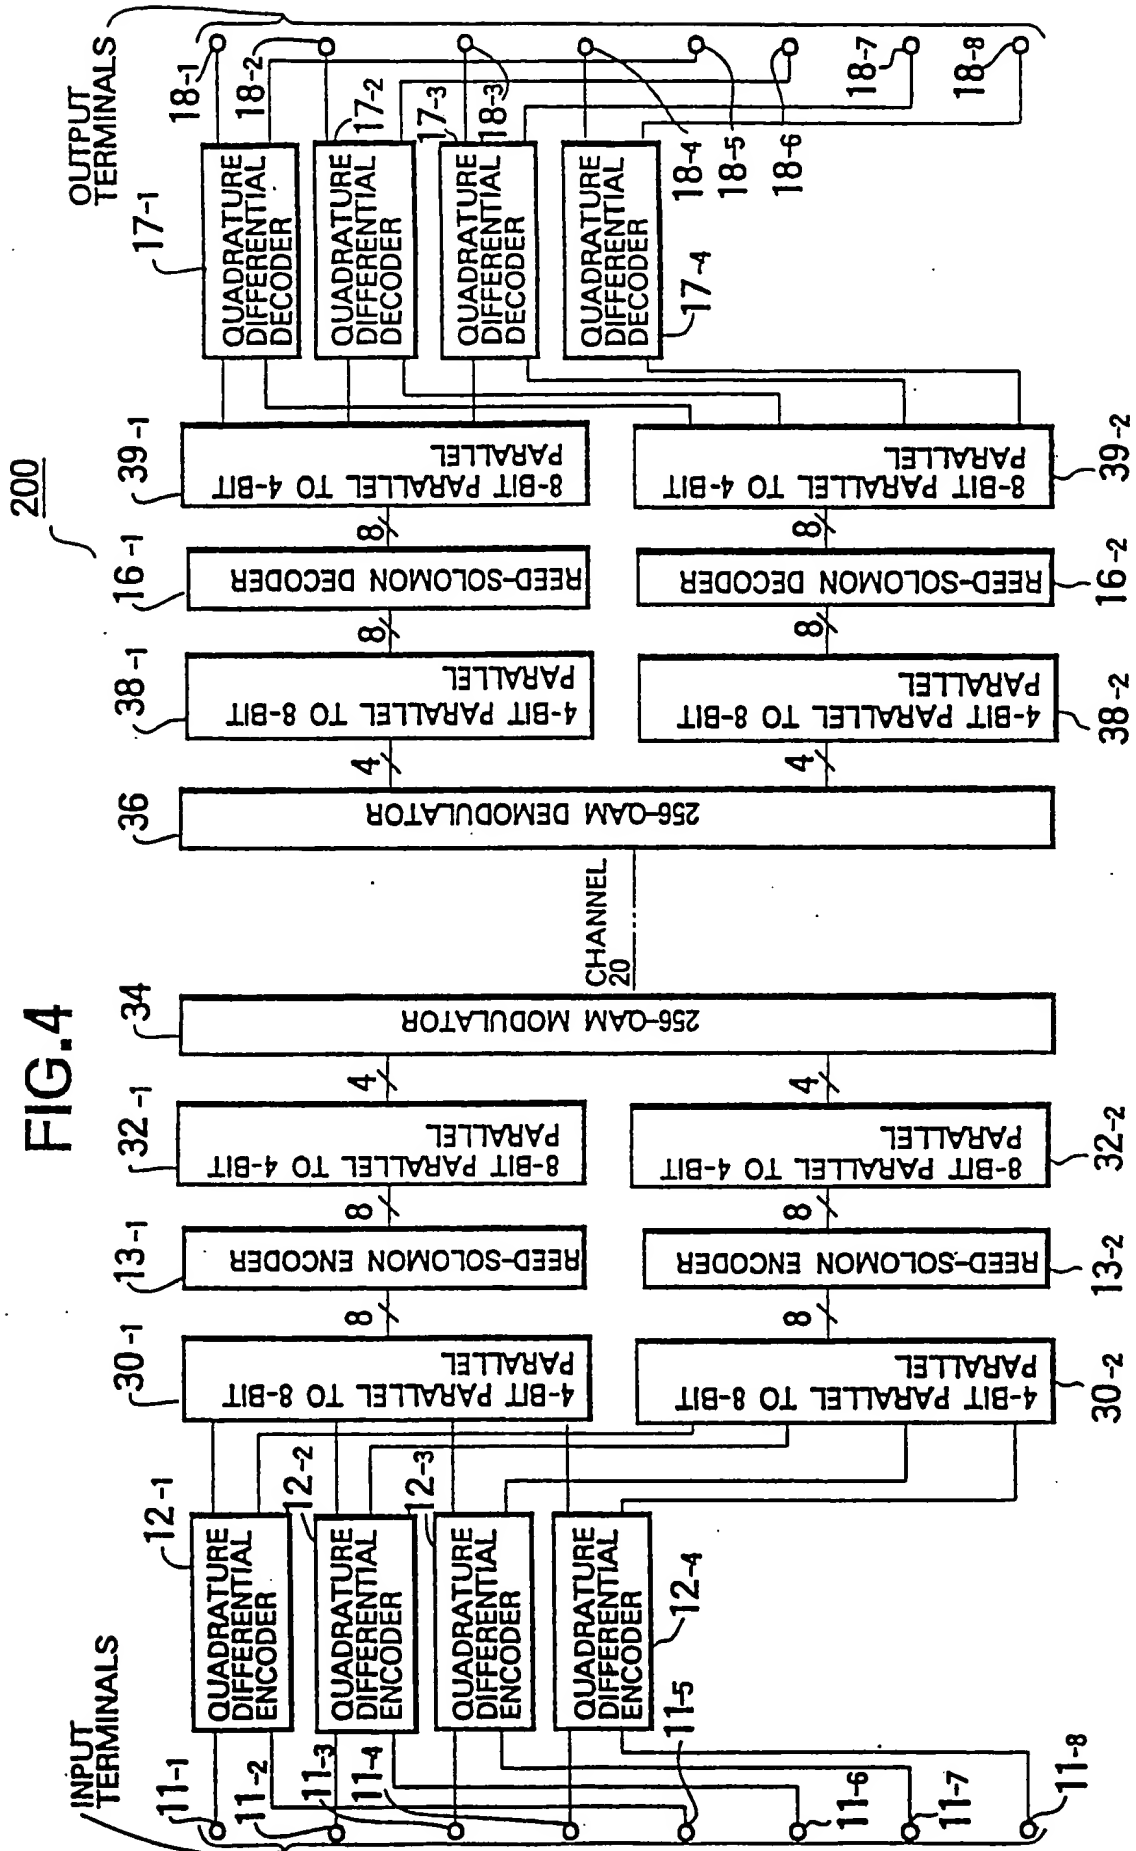 FIG.4
200
INPUT
TERMINALS
11-1
11-2
11-3
11-4
11-5
11-6
11-7
11-8
12-1
QUADRATURE
DIFFERENTIAL
ENCODER
12-2
QUADRATURE
DIFFERENTIAL
ENCODER
12-3
QUADRATURE
DIFFERENTIAL
ENCODER
12-4
QUADRATURE
DIFFERENTIAL
ENCODER
30-1
4-BIT PARALLEL TO 8-BIT
PARALLEL
30-2
4-BIT PARALLEL TO 8-BIT
PARALLEL
8
8
13-1
REED-SOLOMON ENCODER
13-2
REED-SOLOMON ENCODER
8
8
32-1
8-BIT PARALLEL TO 4-BIT
PARALLEL
32-2
8-BIT PARALLEL TO 4-BIT
PARALLEL
4
4
34
256-QAM MODULATOR
CHANNEL
20
36
256-QAM DEMODULATOR
4
4
38-1
4-BIT PARALLEL TO 8-BIT
PARALLEL
38-2
4-BIT PARALLEL TO 8-BIT
PARALLEL
8
8
16-1
REED-SOLOMON DECODER
16-2
REED-SOLOMON DECODER
8
8
39-1
8-BIT PARALLEL TO 4-BIT
PARALLEL
39-2
8-BIT PARALLEL TO 4-BIT
PARALLEL
17-1
QUADRATURE
DIFFERENTIAL
DECODER
17-2
QUADRATURE
DIFFERENTIAL
DECODER
17-3
QUADRATURE
DIFFERENTIAL
DECODER
17-4
QUADRATURE
DIFFERENTIAL
DECODER
OUTPUT
TERMINALS
18-1
18-2
18-3
18-4
18-5
18-6
18-7
18-8